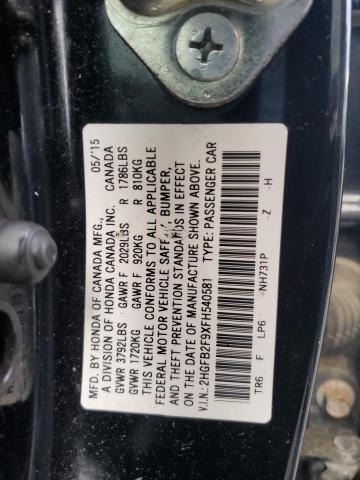 MFD. BY HONDA OF CANADA MFG., 05/'15
A DIVISION OF HONDA CANADA INC. CANADA
GVWR 3792LBS GAWR F 2029LBS R 1786LBS
GVWR 1720KG GAWR F 920KG R 810KG
THIS VEHICLE CONFORMS TO ALL APPLICABLE
FEDERAL MOTOR VEHICLE SAFETY, BUMPER,
AND THEFT PREVENTION STANDARDS IN EFFECT
ON THE DATE OF MANUFACTURE SHOWN ABOVE.
V.I.N.: 2HGFB2F9XFH540581 TYPE: PASSENGER CAR
NH731P -Z -H
TR6 F LP6